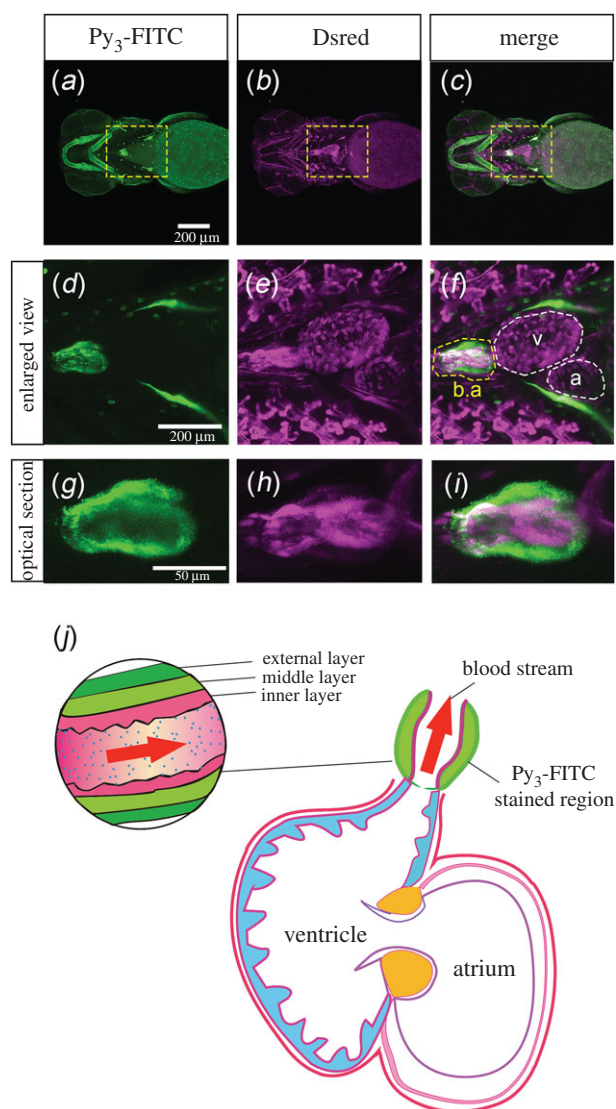 Py3-FITC
Dsred
merge
(a)
(b)
(c)
200 µm
enlarged view
(d)
(e)
(f)
v
a
b.a
200 µm
optical section
(g)
(h)
(i)
50 µm
(j)
external layer
middle layer
inner layer
blood stream
Py3-FITC
stained region
ventricle
atrium